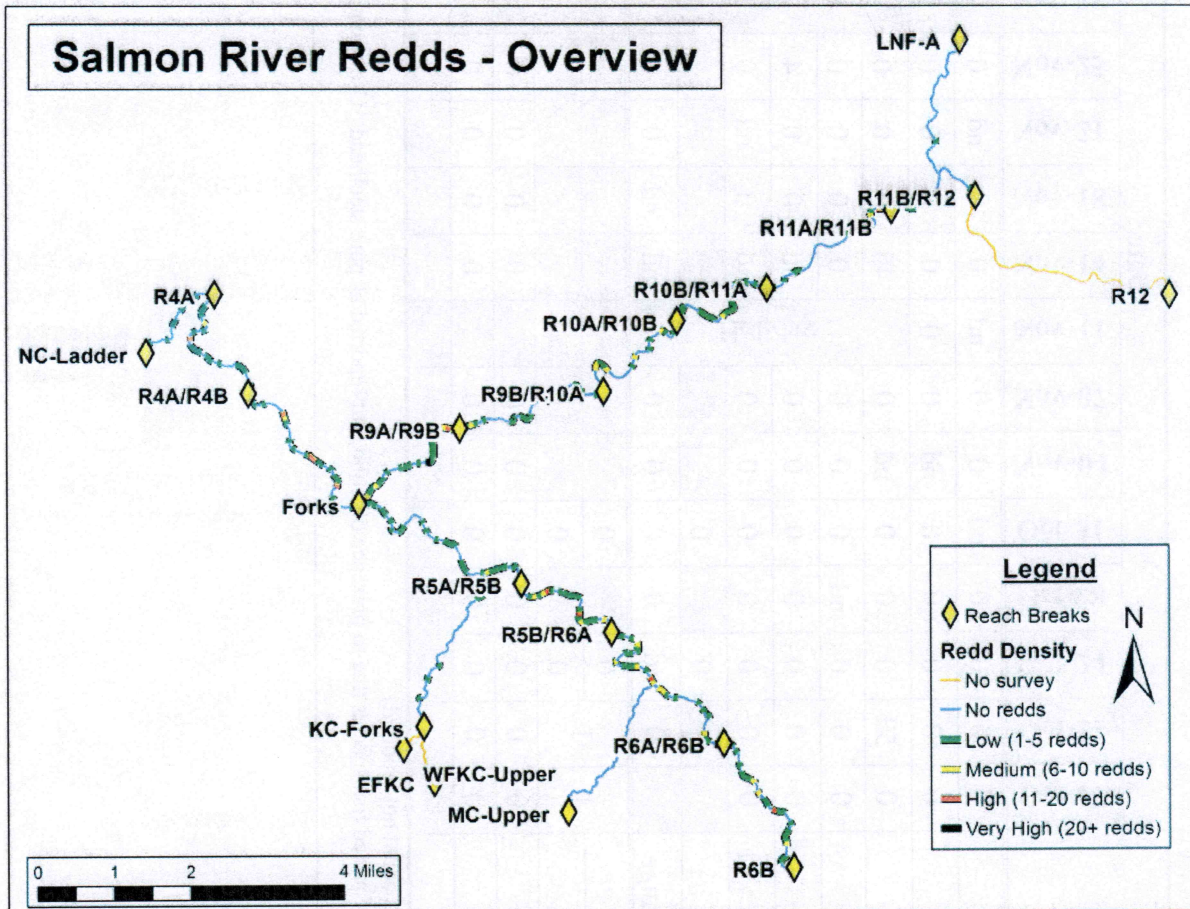 Salmon River Redds - Overview
LNF-A
R11B/R12
R11A/R11B
R10B/R11A
R12
R4A
R10A/R10B
NC-Ladder
R4A/R4B
R9B/R10A
R9A/R9B
Forks
R5A/R5B
R5B/R6A
KC-Forks
R6A/R6B
EFKC
WFKC-Upper
MC-Upper
R6B
Legend
Reach Breaks
Redd Density
No survey
No redds
Low (1-5 redds)
Medium (6-10 redds)
High (11-20 redds)
Very High (20+ redds)
N
0 1 2 4 Miles